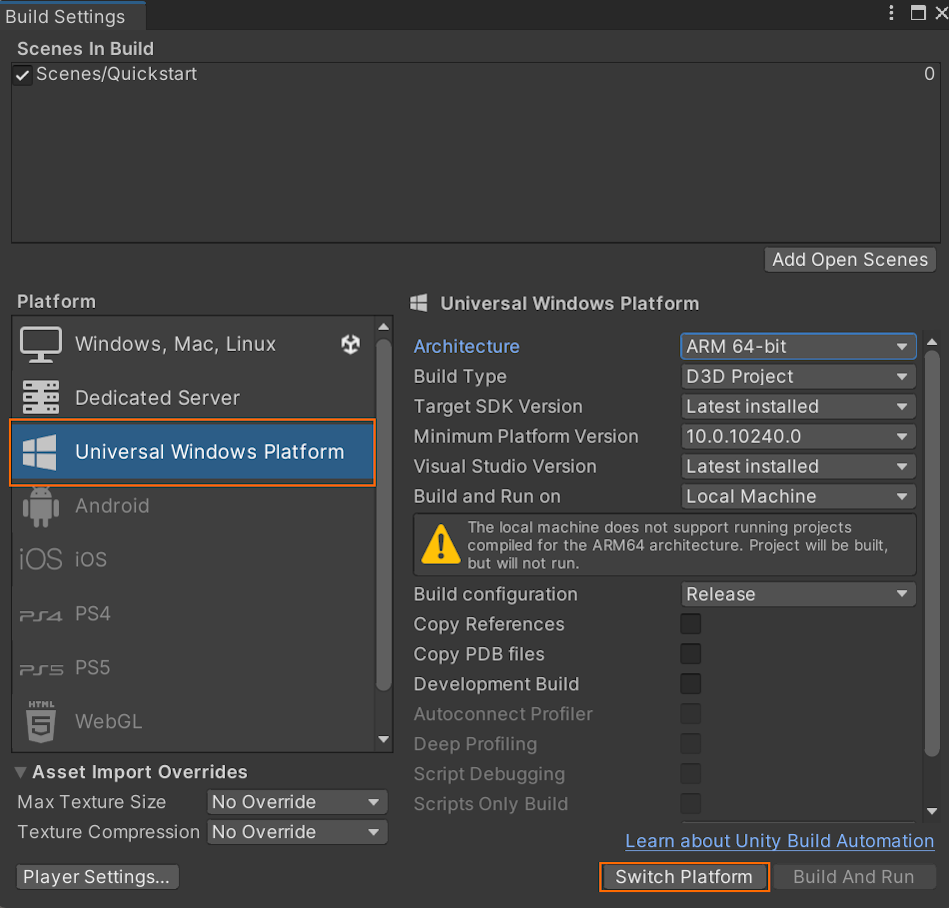 Build Settings
Scenes In Build
Scenes/Quickstart 0
Add Open Scenes
Platform
Windows, Mac, Linux
Dedicated Server
Universal Windows Platform
Android
iOS iOS
PS4 PS4
PS5 PS5
HTML 5 WebGL
Universal Windows Platform
Architecture ARM 64-bit
Build Type D3D Project
Target SDK Version Latest installed
Minimum Platform Version 10.0.10240.0
Visual Studio Version Latest installed
Build and Run on Local Machine
The local machine does not support running projects
compiled for the ARM64 architecture. Project will be built,
but will not run.
Build configuration Release
Copy References
Copy PDB files
Development Build
Autoconnect Profiler
Deep Profiling
Script Debugging
Scripts Only Build
Asset Import Overrides
Max Texture Size No Override
Texture Compression No Override
Learn about Unity Build Automation
Player Settings... Switch Platform Build And Run